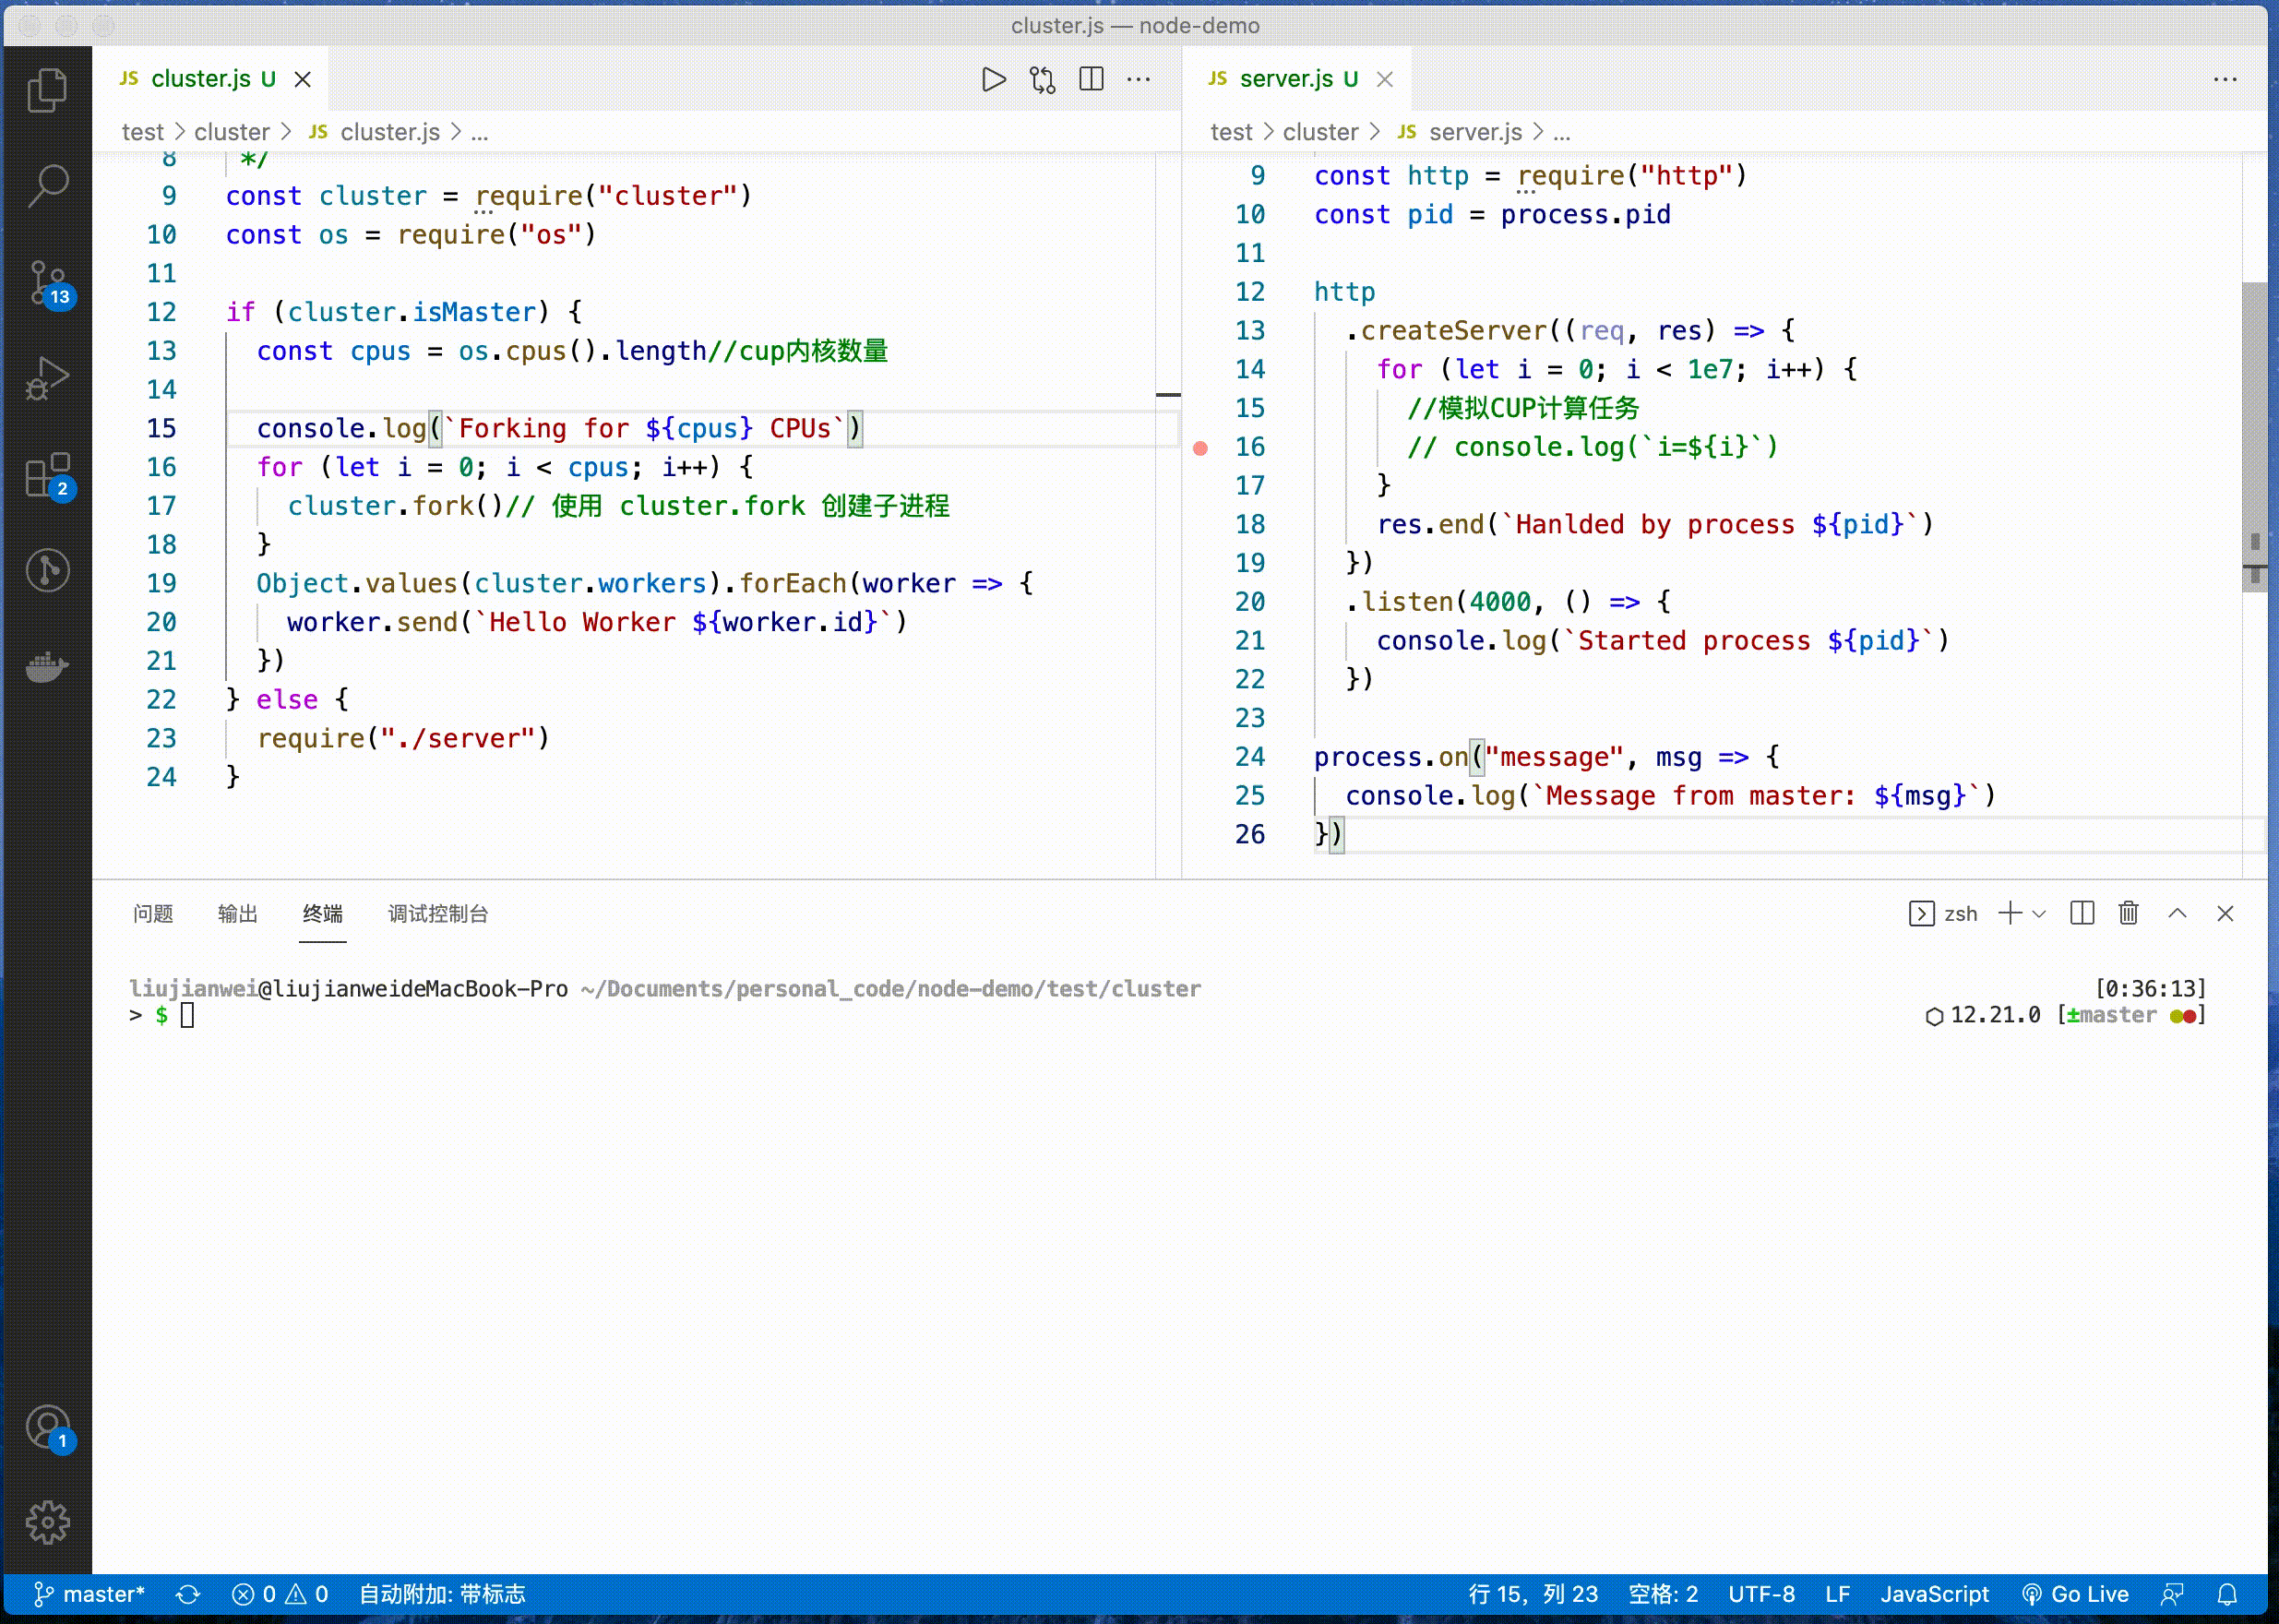 cluster.js — node-demo
JS cluster.js U
test > cluster > JS cluster.js > ...
8 */
9 const cluster = require("cluster")
10 const os = require("os")
11
12 if (cluster.isMaster) {
13 const cpus = os.cpus().length//cup内核数量
14
15 console.log(`Forking for ${cpus} CPUs`)
16 for (let i = 0; i < cpus; i++) {
17 cluster.fork()// 使用 cluster.fork 创建子进程
18 }
19 Object.values(cluster.workers).forEach(worker => {
20 worker.send(`Hello Worker ${worker.id}`)
21 })
22 } else {
23 require("./server")
24 }
JS server.js U
test > cluster > JS server.js > ...
9 const http = require("http")
10 const pid = process.pid
11
12 http
13 .createServer((req, res) => {
14 for (let i = 0; i < 1e7; i++) {
15 //模拟CUP计算任务
16 // console.log(`i=${i}`)
17 }
18 res.end(`Hanlded by process ${pid}`)
19 })
20 .listen(4000, () => {
21 console.log(`Started process ${pid}`)
22 })
23
24 process.on("message", msg => {
25 console.log(`Message from master: ${msg}`)
26 })
13
2
1
问题 输出 终端 调试控制台
zsh
liujianwei@liujianweideMacBook-Pro ~/Documents/personal_code/node-demo/test/cluster [0:36:13]
> $ 12.21.0 [±master ●●]
master* 0 0 自动附加: 带标志 行 15，列 23 空格: 2 UTF-8 LF JavaScript Go Live